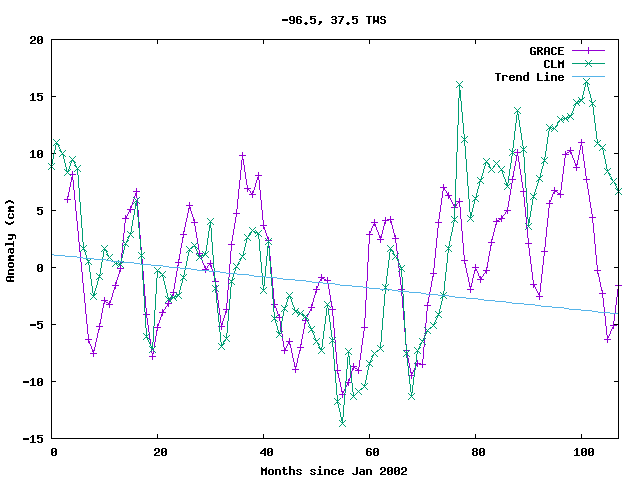 -96.5, 37.5 TWS
GRACE
CLM
Trend Line
20
15
10
5
0
-5
-10
-15
Anomaly (cm)
0 20 40 60 80 100
Months since Jan 2002